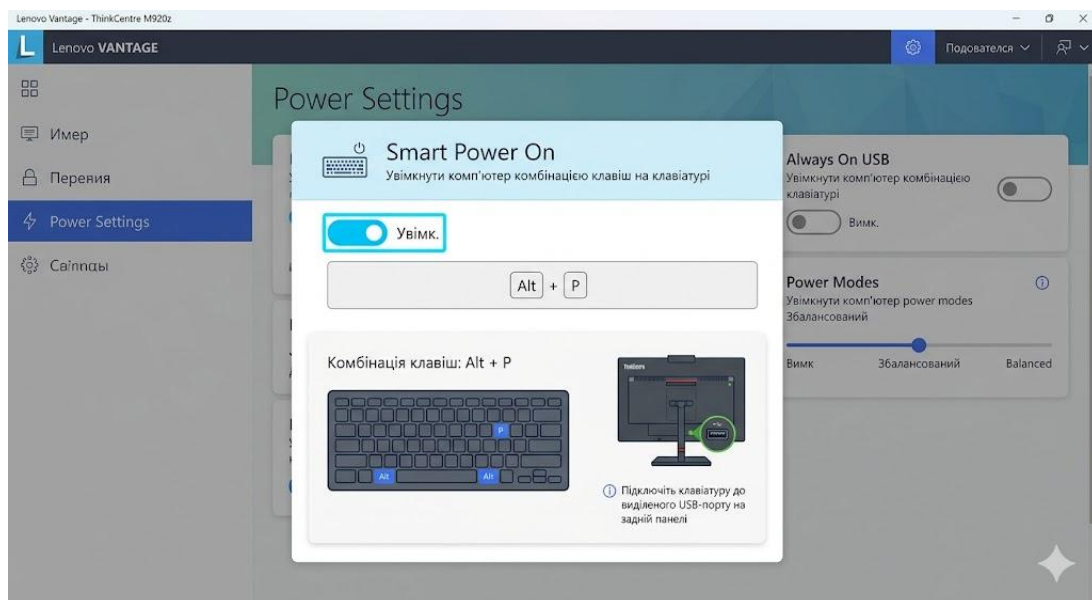 Lenovo Vantage - ThinkCentre M920z
L Lenovo VANTAGE
Подователся
Имер
Перения
Power Settings
Свіппаы
Power Settings
Smart Power On
Увімкнути комп'ютер комбінацією клавіш на клавіатурі
Увімк.
Alt + P
Комбінація клавіш: Alt + P
P
Alt Alt
Підключіть клавіатуру до
виділеного USB-порту на
задній панелі
Always On USB
Увімкнути комп'ютер комбінацією
клавіатурі
Вимк.
Power Modes
Увімкнути комп'ютер power modes
Збалансований
Вимк Збалансований Balanced